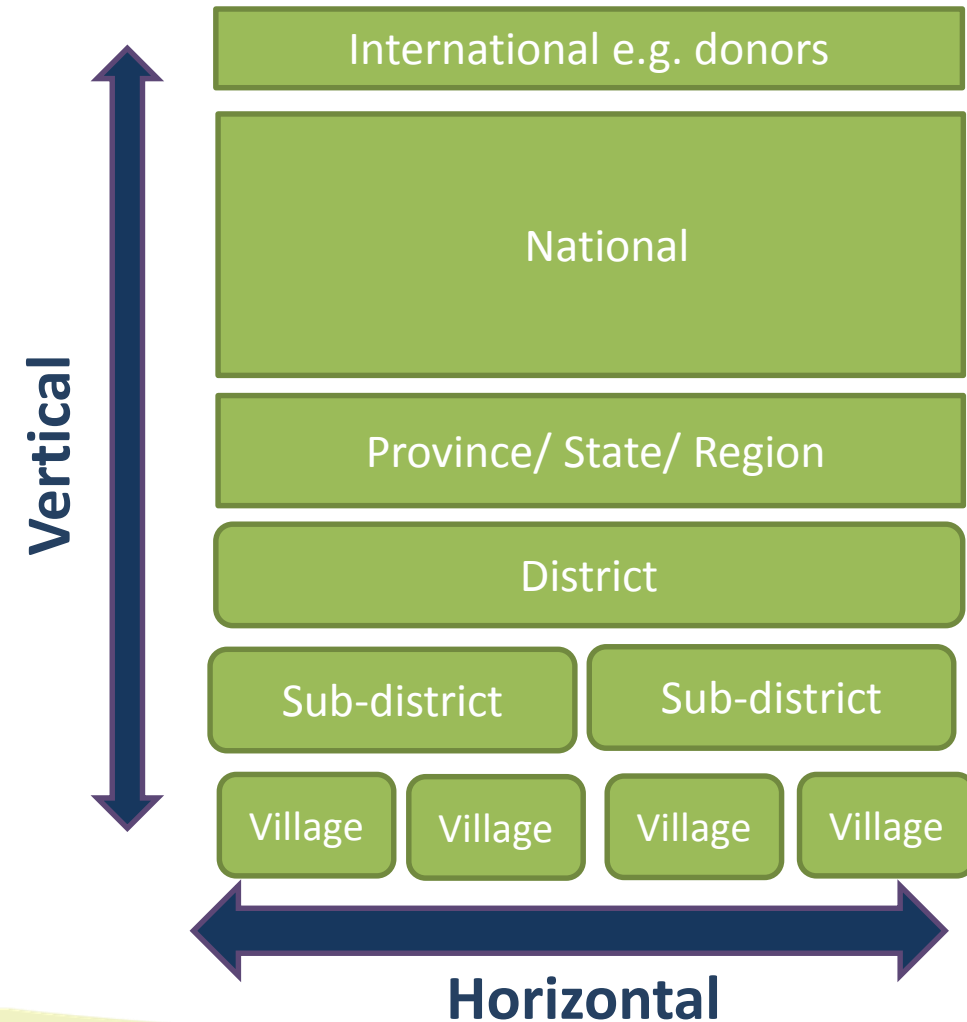 International e.g. donors
National
Vertical
Province/ State/ Region
District
Sub-district
Sub-district
Village
Village
Village
Village
Horizontal